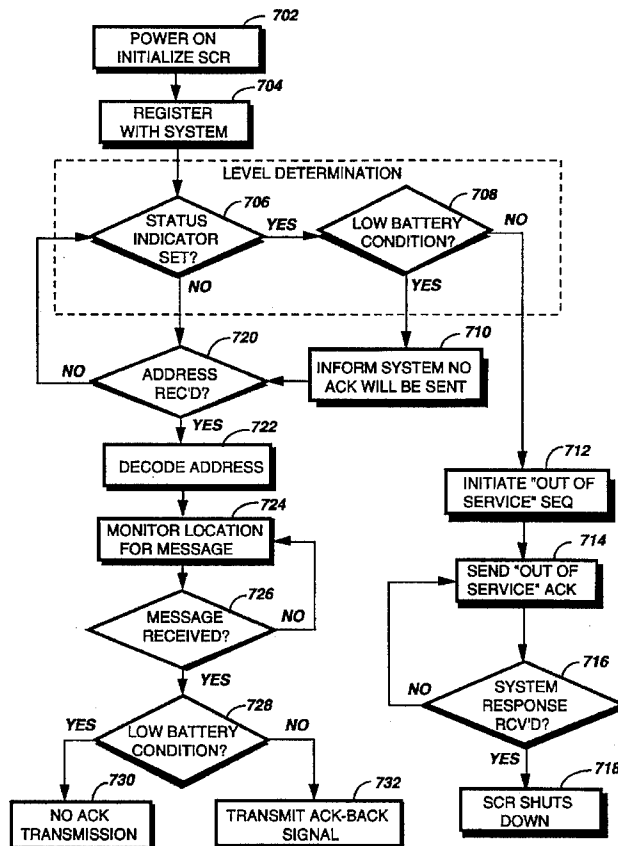 702
POWER ON
INITIALIZE SCR
704
REGISTER
WITH SYSTEM
LEVEL DETERMINATION
706
STATUS
INDICATOR
SET?
YES
NO
708
LOW BATTERY
CONDITION?
NO
YES
710
INFORM SYSTEM NO
ACK WILL BE SENT
720
ADDRESS
REC'D?
NO
YES
722
DECODE ADDRESS
724
MONITOR LOCATION
FOR MESSAGE
726
MESSAGE
RECEIVED?
NO
YES
728
LOW BATTERY
CONDITION?
YES
NO
730
NO ACK
TRANSMISSION
732
TRANSMIT ACK-BACK
SIGNAL
712
INITIATE "OUT OF
SERVICE" SEQ
714
SEND "OUT OF
SERVICE" ACK
716
SYSTEM
RESPONSE
RCV'D?
NO
YES
718
SCR SHUTS
DOWN